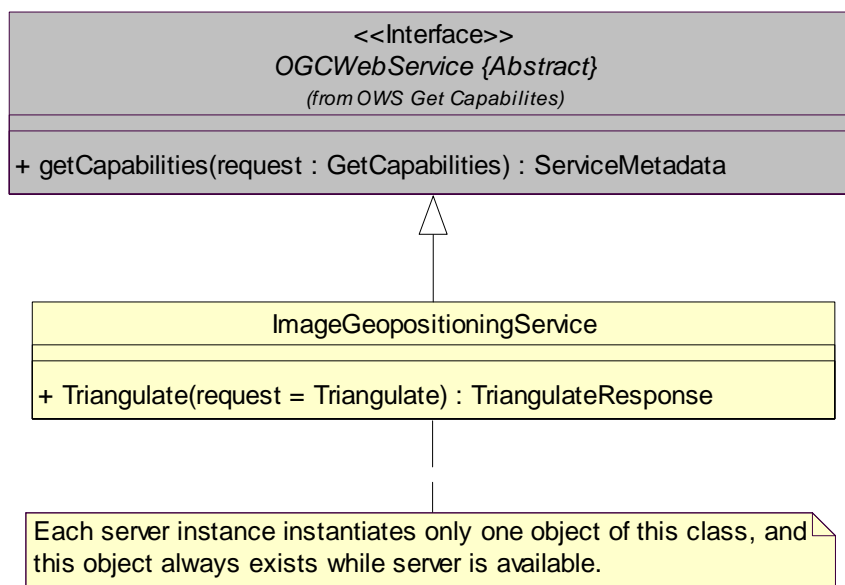 <<Interface>>
OGCWebService {Abstract}
(from OWS Get Capabilites)
+ getCapabilities(request : GetCapabilities) : ServiceMetadata
ImageGeopositioningService
+ Triangulate(request = Triangulate) : TriangulateResponse
Each server instance instantiates only one object of this class, and
this object always exists while server is available.